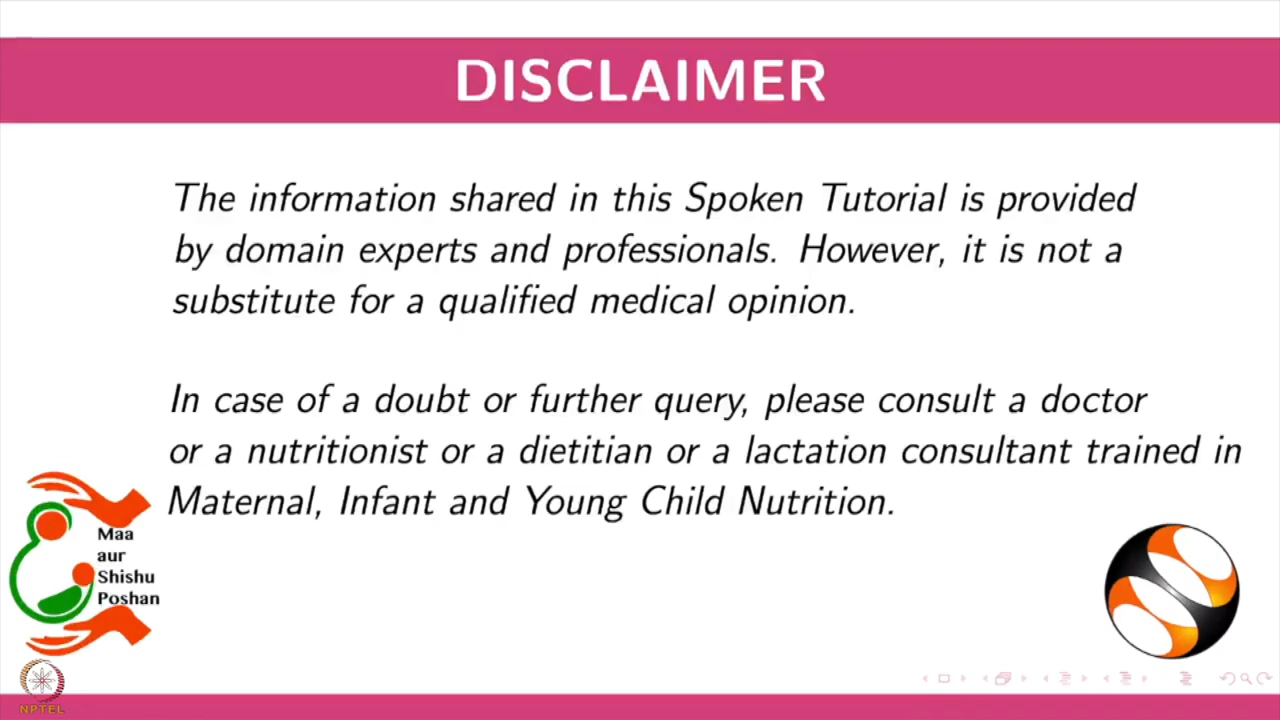 DISCLAIMER
The information shared in this Spoken Tutorial is provided
by domain experts and professionals. However, it is not a
substitute for a qualified medical opinion.
In case of a doubt or further query, please consult a doctor
or a nutritionist or a dietitian or a lactation consultant trained in
Maternal, Infant and Young Child Nutrition.
Maa
aur
Shishu
Poshan
NPTEL